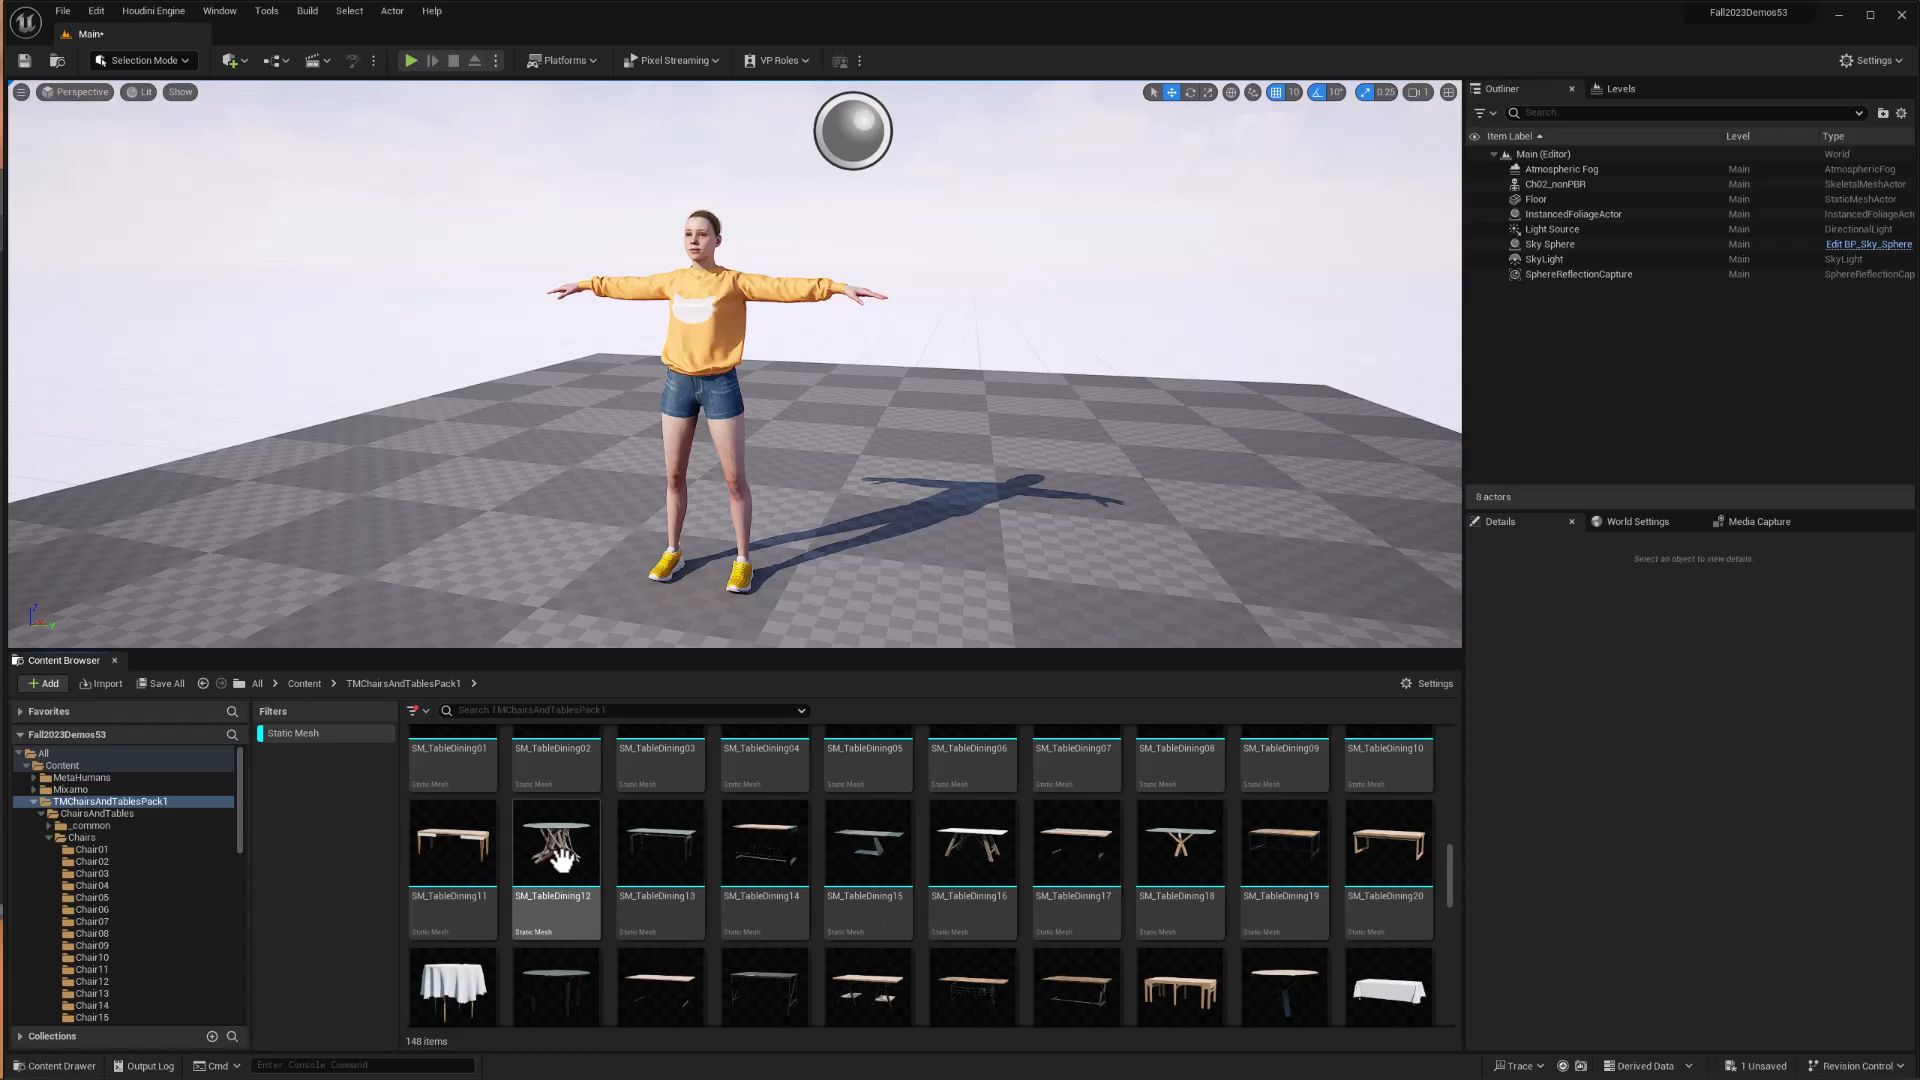 File Edit Houdini Engine Window Tools Build Select Actor Help
Fall2023Demos53
Main*
Selection Mode
Platforms
Pixel Streaming
VP Roles
Settings
Perspective Lit Show
10 10° 0.25 1
Outliner Levels
Search...
Item Label Level Type
Main (Editor) World
Atmospheric Fog Main AtmosphericFog
Ch02_nonPBR Main SkeletalMeshActor
Floor Main StaticMeshActor
InstancedFoliageActor Main InstancedFoliageActo
Light Source Main DirectionalLight
Sky Sphere Main Edit BP_Sky_Sphere
SkyLight Main SkyLight
SphereReflectionCapture Main SphereReflectionCap
8 actors
Details World Settings Media Capture
Select an object to view details.
Z
Y
Content Browser
Add Import Save All All Content TMChairsAndTablesPack1 Settings
Favorites
Fall2023Demos53
All
Content
MetaHumans
Mixamo
TMChairsAndTablesPack1
ChairsAndTables
_common
Chairs
Chair01
Chair02
Chair03
Chair04
Chair05
Chair06
Chair07
Chair08
Chair09
Chair10
Chair11
Chair12
Chair13
Chair14
Chair15
Collections
Filters
Static Mesh
Search TMChairsAndTablesPack1
SM_TableDining01 SM_TableDining02 SM_TableDining03 SM_TableDining04 SM_TableDining05 SM_TableDining06 SM_TableDining07 SM_TableDining08 SM_TableDining09 SM_TableDining10
Static Mesh Static Mesh Static Mesh Static Mesh Static Mesh Static Mesh Static Mesh Static Mesh Static Mesh Static Mesh
SM_TableDining11 SM_TableDining12 SM_TableDining13 SM_TableDining14 SM_TableDining15 SM_TableDining16 SM_TableDining17 SM_TableDining18 SM_TableDining19 SM_TableDining20
Static Mesh Static Mesh Static Mesh Static Mesh Static Mesh Static Mesh Static Mesh Static Mesh Static Mesh Static Mesh
148 items
Content Drawer Output Log Cmd Enter Console Command Trace Derived Data 1 Unsaved Revision Control